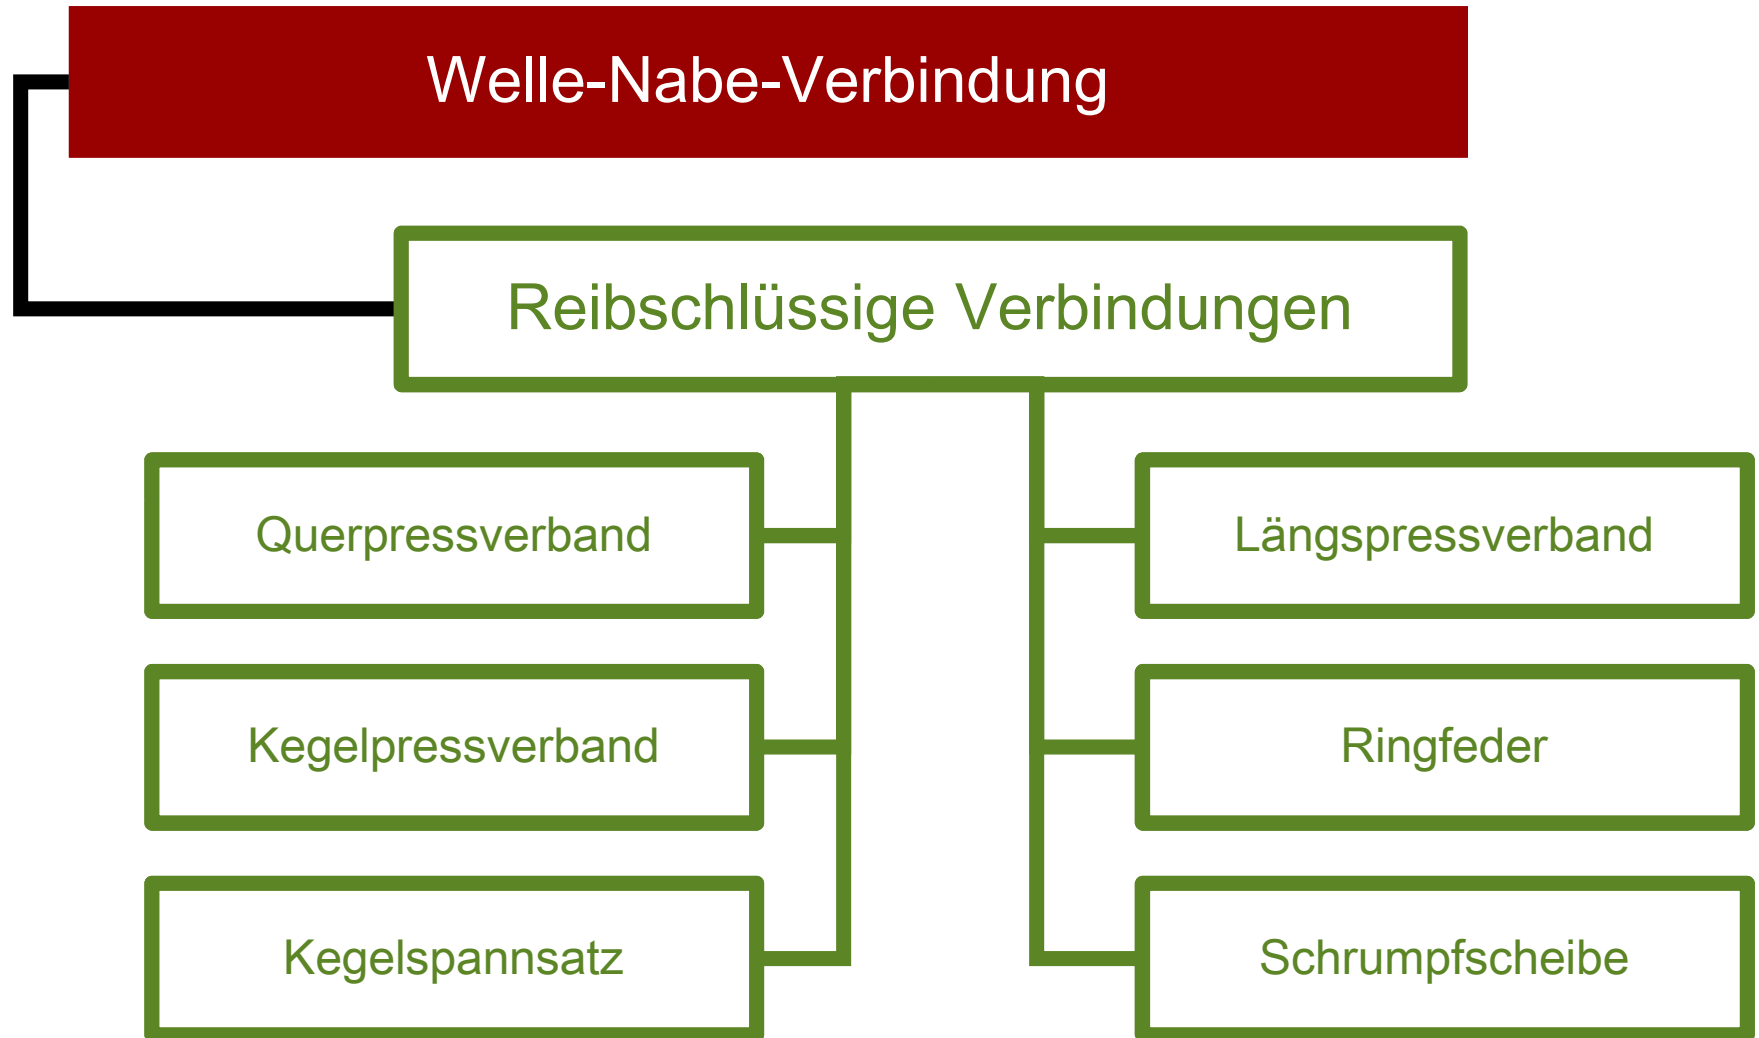 Welle-Nabe-Verbindung
Reibschlüssige Verbindungen
Querpressverband
Längspressverband
Kegelpressverband
Ringfeder
Kegelspannsatz
Schrumpfscheibe